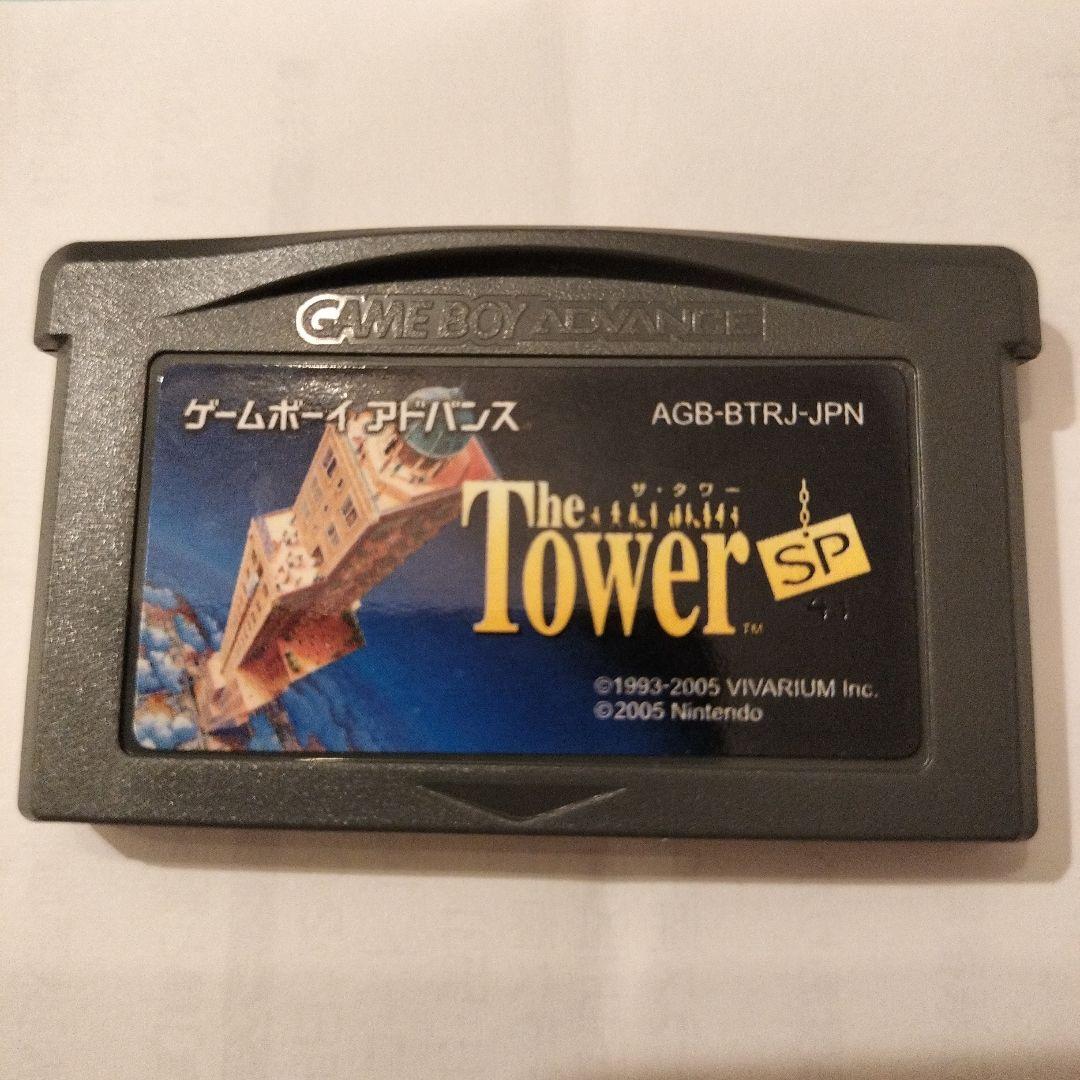 GAME BOY ADVANCE
ゲームボーイ アドバンス
AGB-BTRJ-JPN
ザ・タワー
The
Tower SP
TM
©1993-2005 VIVARIUM Inc.
©2005 Nintendo